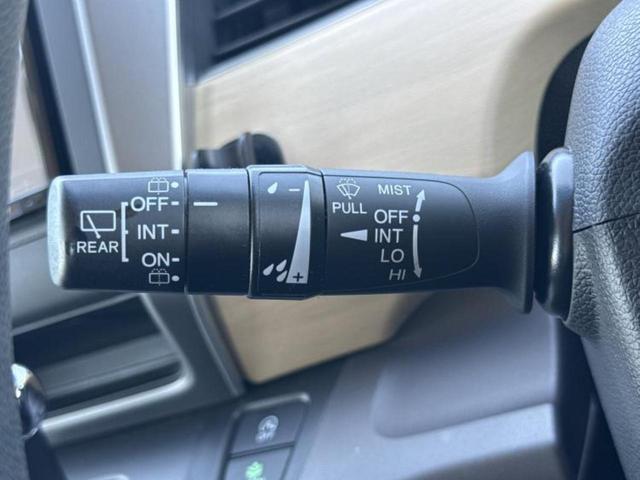 REAR
OFF
INT
ON
- +
PULL
MIST
OFF
INT
LO
HI